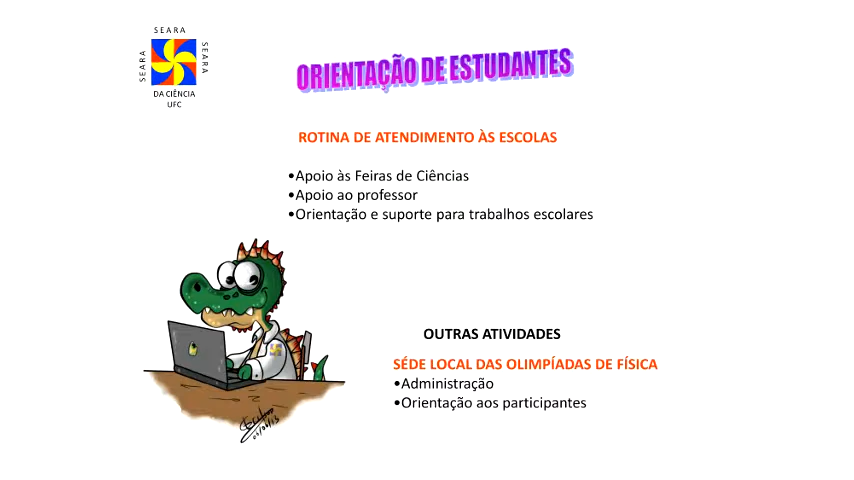 SEARA
SEARA
SEARA
DA CIÊNCIA
UFC
ORIENTAÇÃO DE ESTUDANTES
ROTINA DE ATENDIMENTO ÀS ESCOLAS
•Apoio às Feiras de Ciências
•Apoio ao professor
•Orientação e suporte para trabalhos escolares
OUTRAS ATIVIDADES
SÉDE LOCAL DAS OLIMPÍADAS DE FÍSICA
•Administração
•Orientação aos participantes